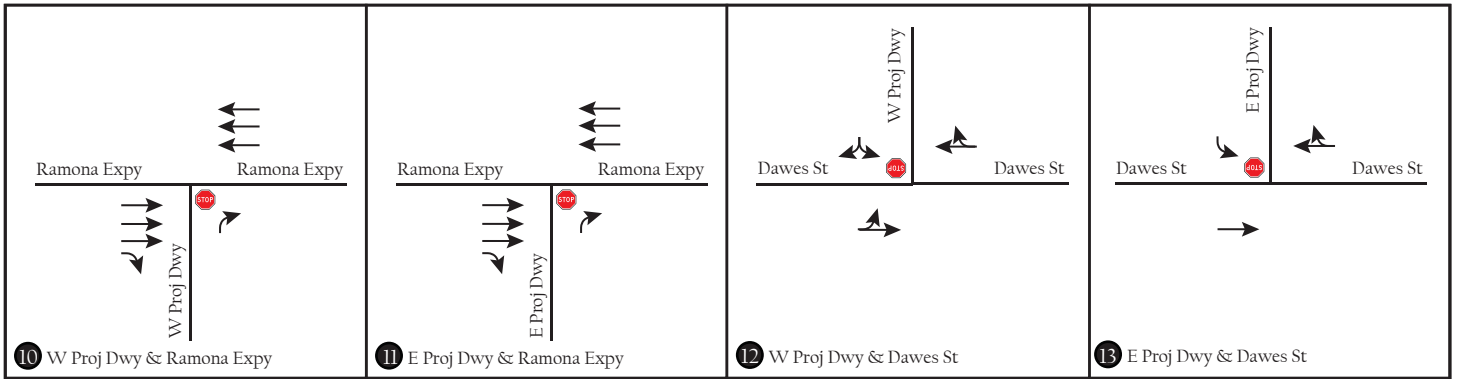 Ramona Expy
Ramona Expy
STOP
W Proj Dwy
10 W Proj Dwy & Ramona Expy
Ramona Expy
Ramona Expy
STOP
E Proj Dwy
11 E Proj Dwy & Ramona Expy
W Proj Dwy
Dawes St
STOP
Dawes St
12 W Proj Dwy & Dawes St
E Proj Dwy
Dawes St
STOP
Dawes St
13 E Proj Dwy & Dawes St